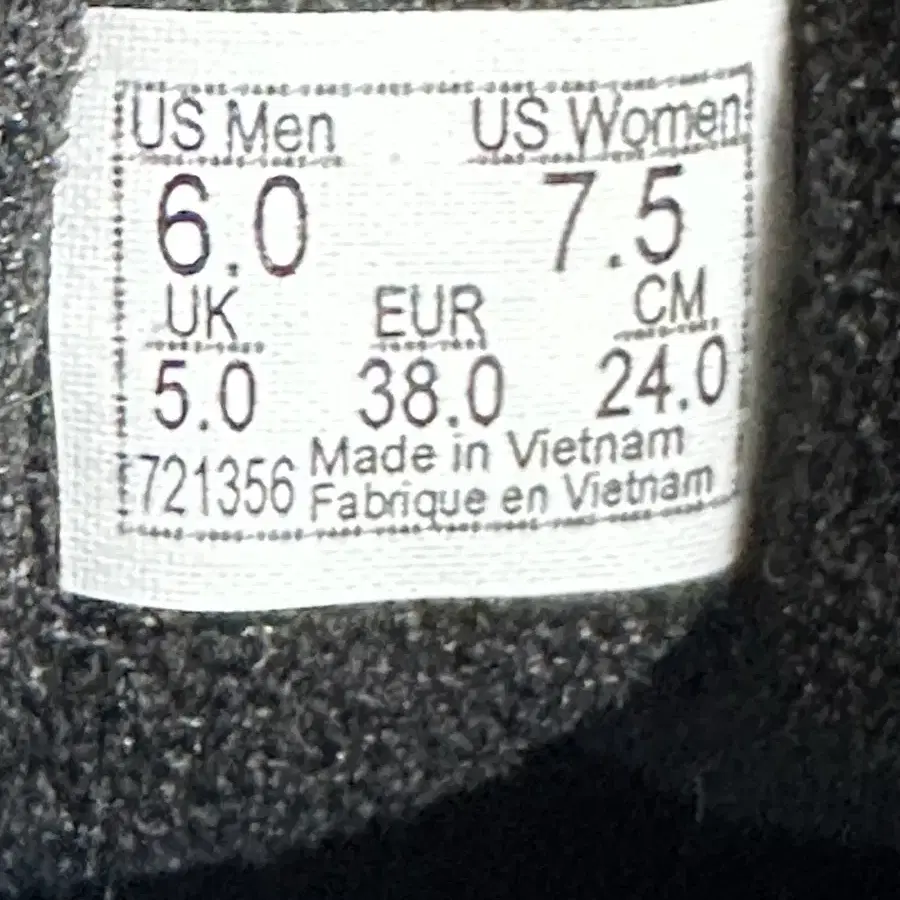 US Men US Women
6.0 7.5
UK EUR CM
5.0 38.0 24.0
721356 Made in Vietnam
Fabrique en Vietnam